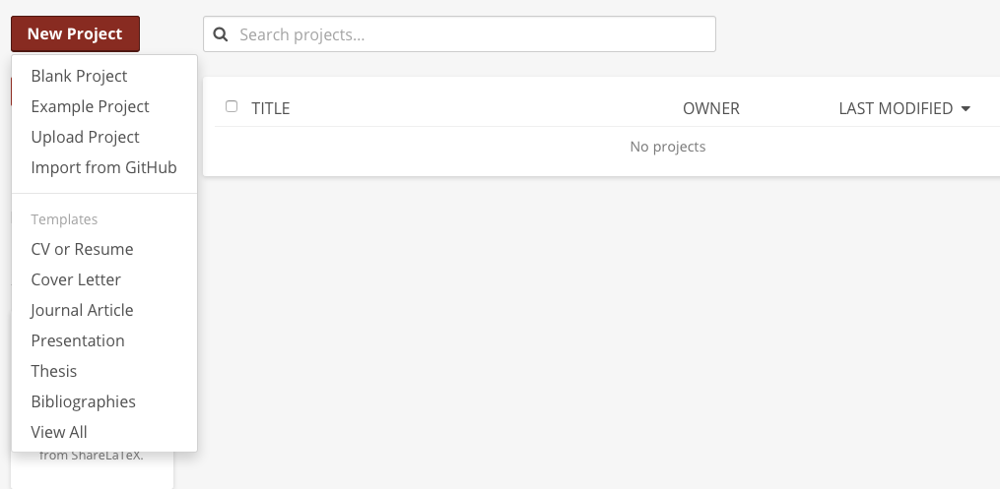 New Project
Search projects...
Blank Project
Example Project
Upload Project
Import from GitHub
Templates
CV or Resume
Cover Letter
Journal Article
Presentation
Thesis
Bibliographies
View All
from ShareLaTeX.
TITLE OWNER LAST MODIFIED
No projects